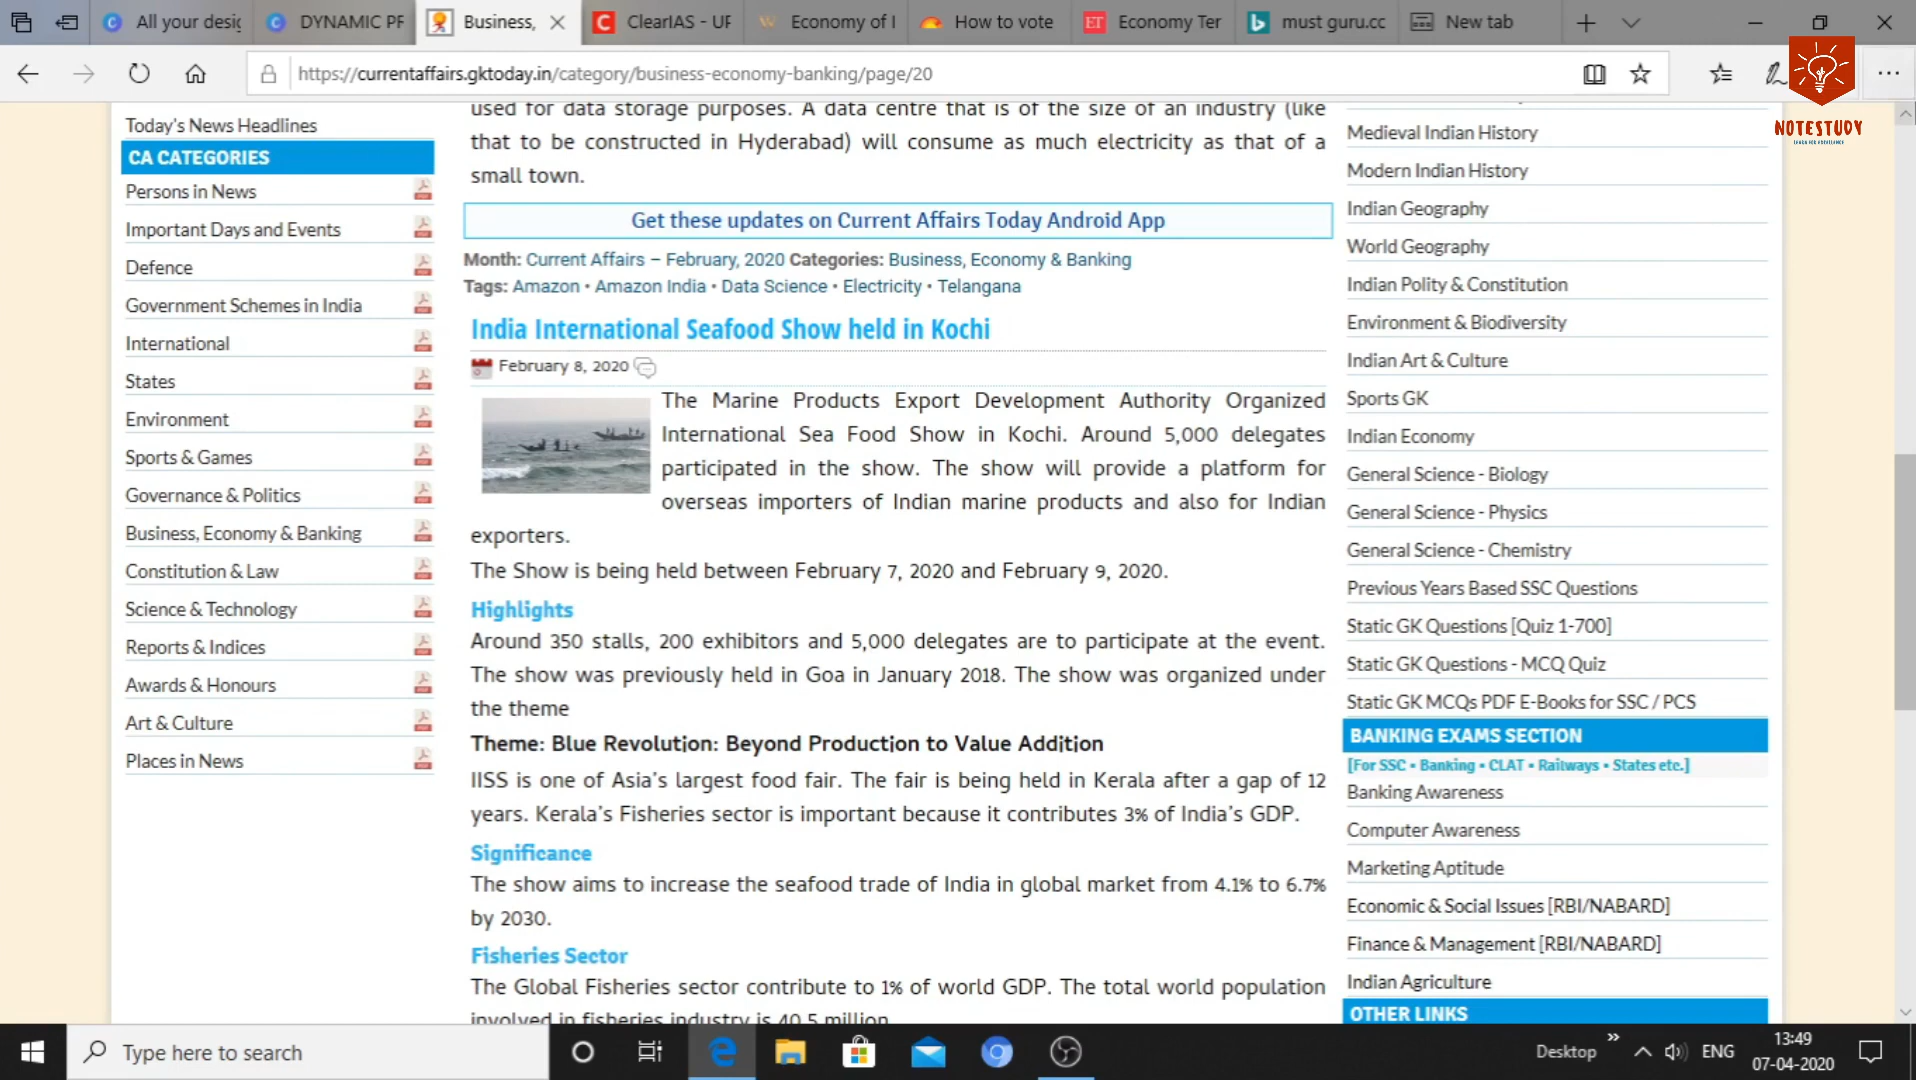 All your desig
DYNAMIC PF
Business,
ClearIAS - UF
Economy of I
How to vote
Economy Ter
must guru.cc
New tab
https://currentaffairs.gktoday.in/category/business-economy-banking/page/20
NOTESTUDY
Today's News Headlines
CA CATEGORIES
Persons in News
Important Days and Events
Defence
Government Schemes in India
International
States
Environment
Sports & Games
Governance & Politics
Business, Economy & Banking
Constitution & Law
Science & Technology
Reports & Indices
Awards & Honours
Art & Culture
Places in News
used for data storage purposes. A data centre that is of the size of an industry (like
that to be constructed in Hyderabad) will consume as much electricity as that of a
small town.
Get these updates on Current Affairs Today Android App
Month: Current Affairs – February, 2020 Categories: Business, Economy & Banking
Tags: Amazon • Amazon India • Data Science • Electricity • Telangana
India International Seafood Show held in Kochi
February 8, 2020
The Marine Products Export Development Authority Organized
International Sea Food Show in Kochi. Around 5,000 delegates
participated in the show. The show will provide a platform for
overseas importers of Indian marine products and also for Indian
exporters.
The Show is being held between February 7, 2020 and February 9, 2020.
Highlights
Around 350 stalls, 200 exhibitors and 5,000 delegates are to participate at the event.
The show was previously held in Goa in January 2018. The show was organized under
the theme
Theme: Blue Revolution: Beyond Production to Value Addition
IISS is one of Asia's largest food fair. The fair is being held in Kerala after a gap of 12
years. Kerala's Fisheries sector is important because it contributes 3% of India's GDP.
Significance
The show aims to increase the seafood trade of India in global market from 4.1% to 6.7%
by 2030.
Fisheries Sector
The Global Fisheries sector contribute to 1% of world GDP. The total world population
involved in fisheries industry is 40.5 million
Medieval Indian History
Modern Indian History
Indian Geography
World Geography
Indian Polity & Constitution
Environment & Biodiversity
Indian Art & Culture
Sports GK
Indian Economy
General Science - Biology
General Science - Physics
General Science - Chemistry
Previous Years Based SSC Questions
Static GK Questions [Quiz 1-700]
Static GK Questions - MCQ Quiz
Static GK MCQs PDF E-Books for SSC / PCS
BANKING EXAMS SECTION
[For SSC • Banking • CLAT • Railways • States etc.]
Banking Awareness
Computer Awareness
Marketing Aptitude
Economic & Social Issues [RBI/NABARD]
Finance & Management [RBI/NABARD]
Indian Agriculture
OTHER LINKS
Type here to search
Desktop
ENG
13:49
07-04-2020